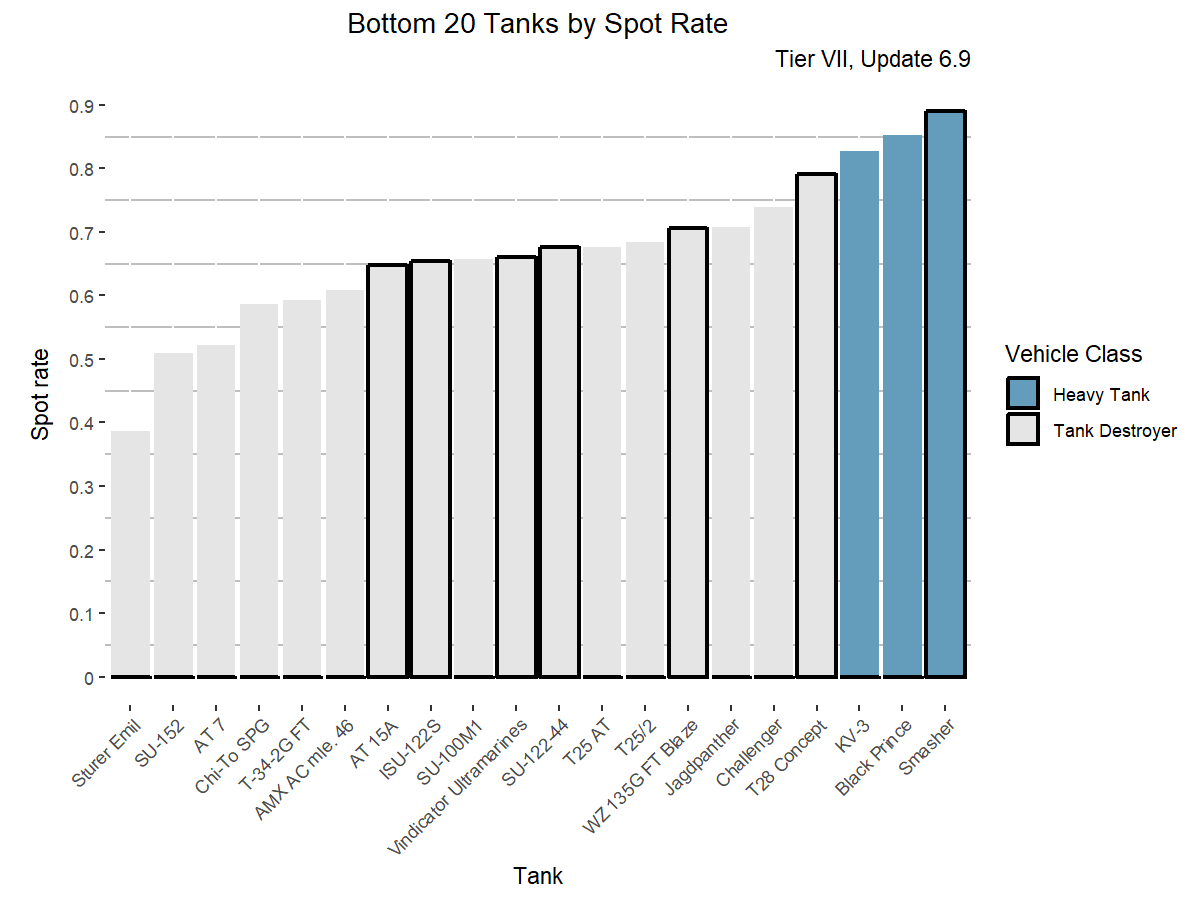 Bottom 20 Tanks by Spot Rate
Tier VII, Update 6.9
Spot rate
0.9
0.8
0.7
0.6
0.5
0.4
0.3
0.2
0.1
0
Sturer Emil
SU-152
AT 7
Chi-To SPG
T-34-2G FT
AMX AC mle. 46
AT 15A
ISU-122S
SU-100M1
Vindicator Ultramarines
SU-122-44
T25 AT
T25/2
WZ 135G FT Blaze
Jagdpanther
Challenger
T28 Concept
KV-3
Black Prince
Smasher
Tank
Vehicle Class
Heavy Tank
Tank Destroyer